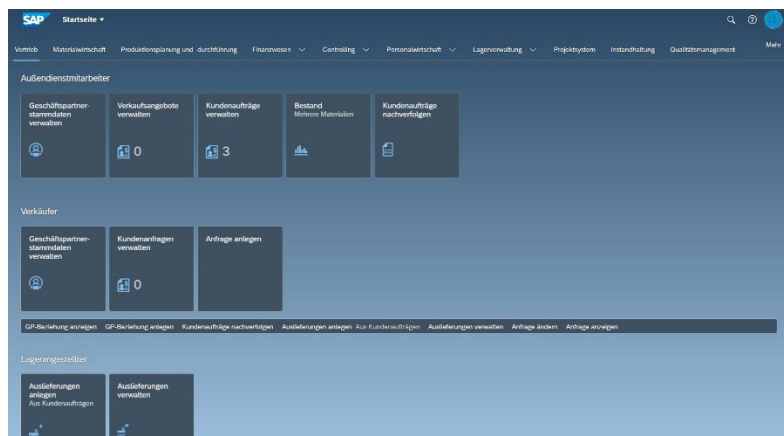 SAP Startseite
Vertrieb Materialwirtschaft Produktionsplanung und -durchführung Finanzwesen Controlling Personalwirtschaft Lagerverwaltung Projektsystem Instandhaltung Qualitätsmanagement Mehr
Außendienstmitarbeiter
Geschäftspartner-
stammdaten
verwalten
Verkaufsangebote
verwalten
0
Kundenaufträge
verwalten
3
Bestand
Mehrere Materialien
Kundenaufträge
nachverfolgen
Verkäufer
Geschäftspartner-
stammdaten
verwalten
Kundenanfragen
verwalten
0
Anfrage anlegen
GP-Beziehung anzeigen GP-Beziehung anlegen Kundenaufträge nachverfolgen Auslieferungen anlegen Aus Kundenaufträgen Auslieferungen verwalten Anfrage ändern Anfrage anzeigen
Lagerangestellter
Auslieferungen
anlegen
Aus Kundenaufträgen
Auslieferungen
verwalten